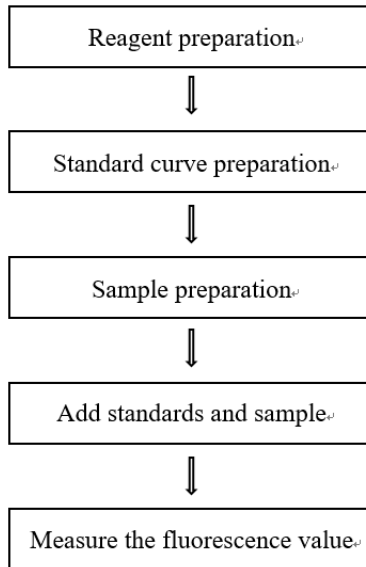 Reagent preparation
Standard curve preparation
Sample preparation
Add standards and sample
Measure the fluorescence value